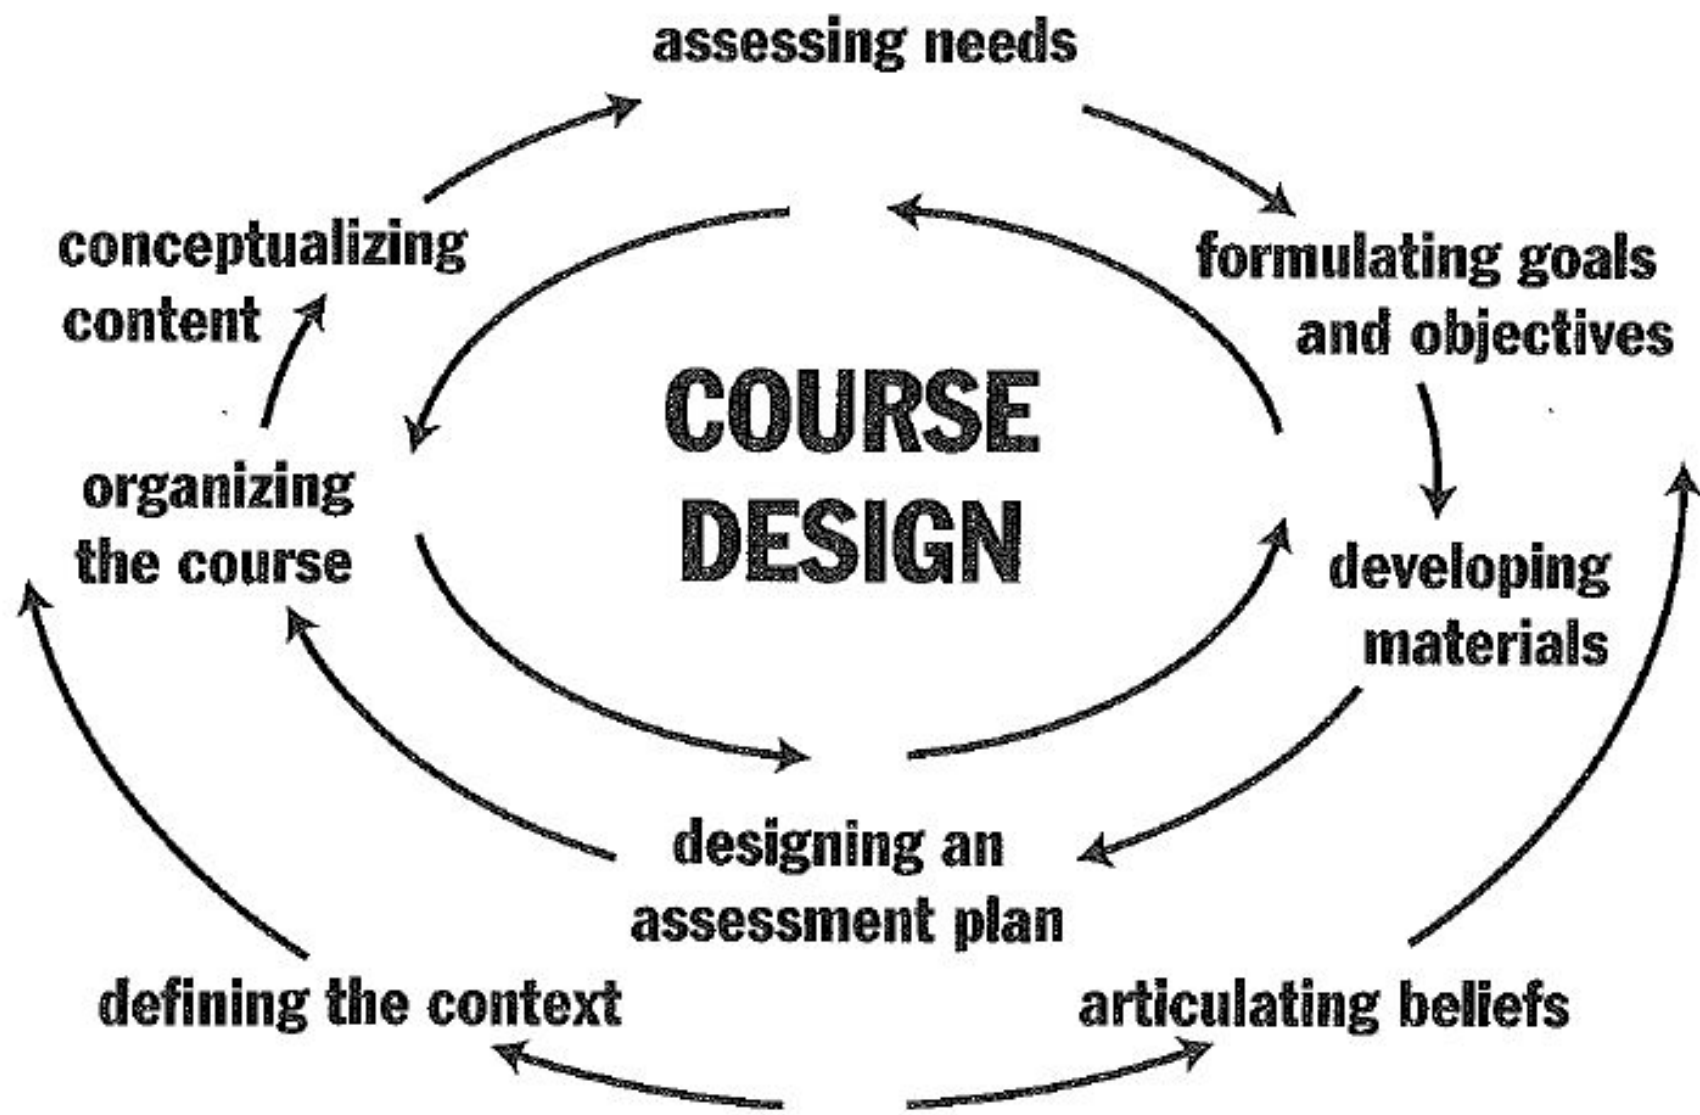 assessing needs
conceptualizing
content
formulating goals
and objectives
COURSE
DESIGN
organizing
the course
developing
materials
designing an
assessment plan
defining the context
articulating beliefs